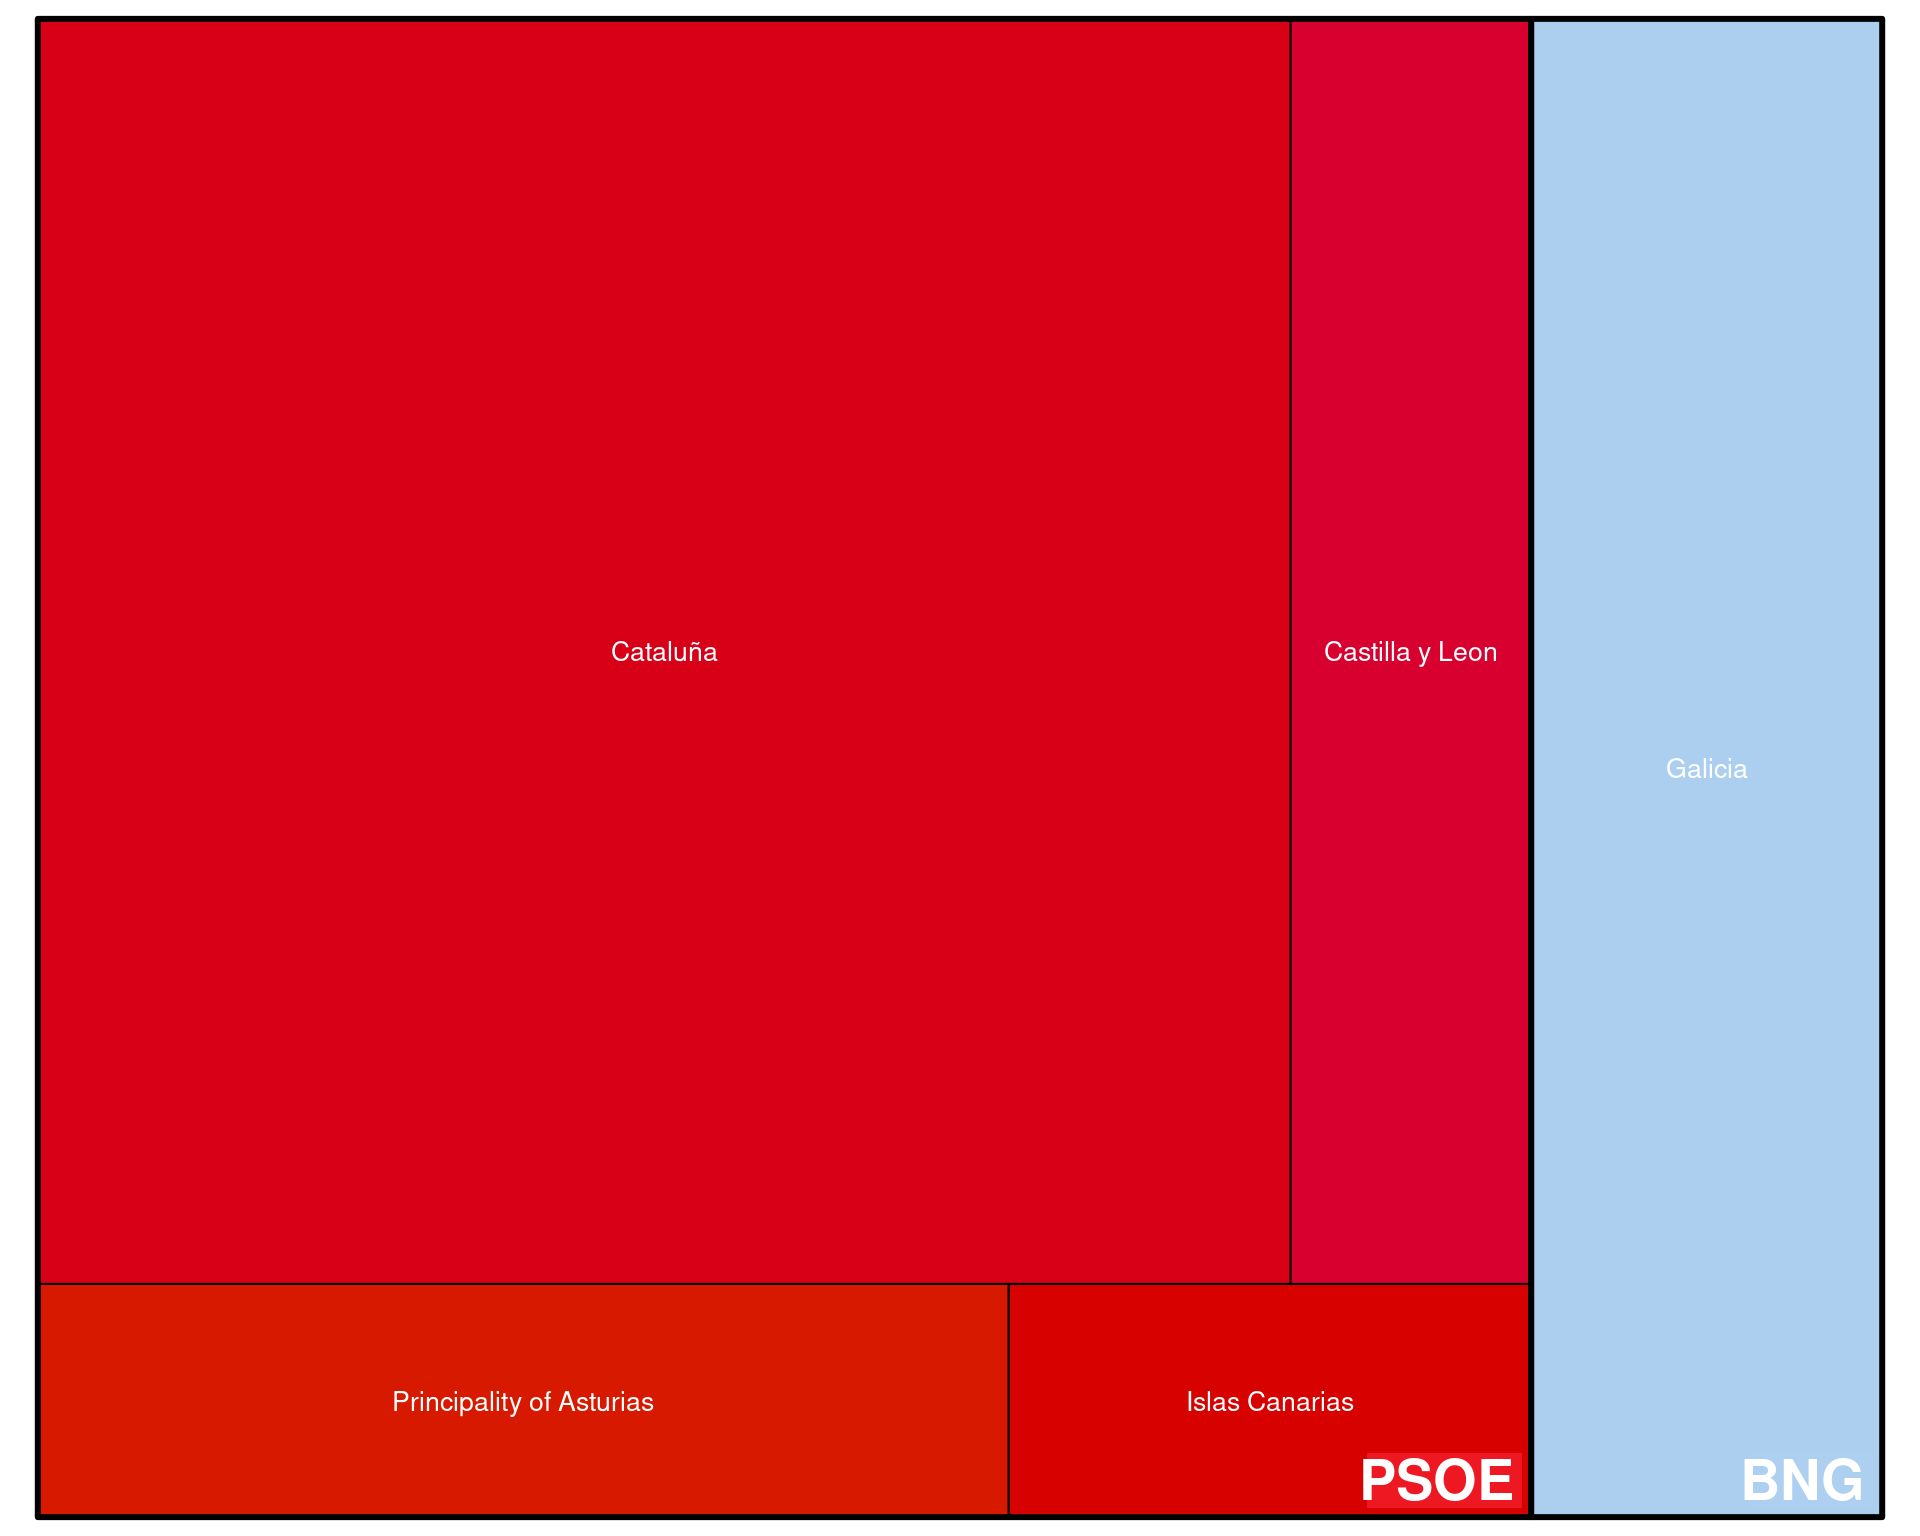 Cataluña
Castilla y Leon
Galicia
Principality of Asturias
Islas Canarias
PSOE
BNG